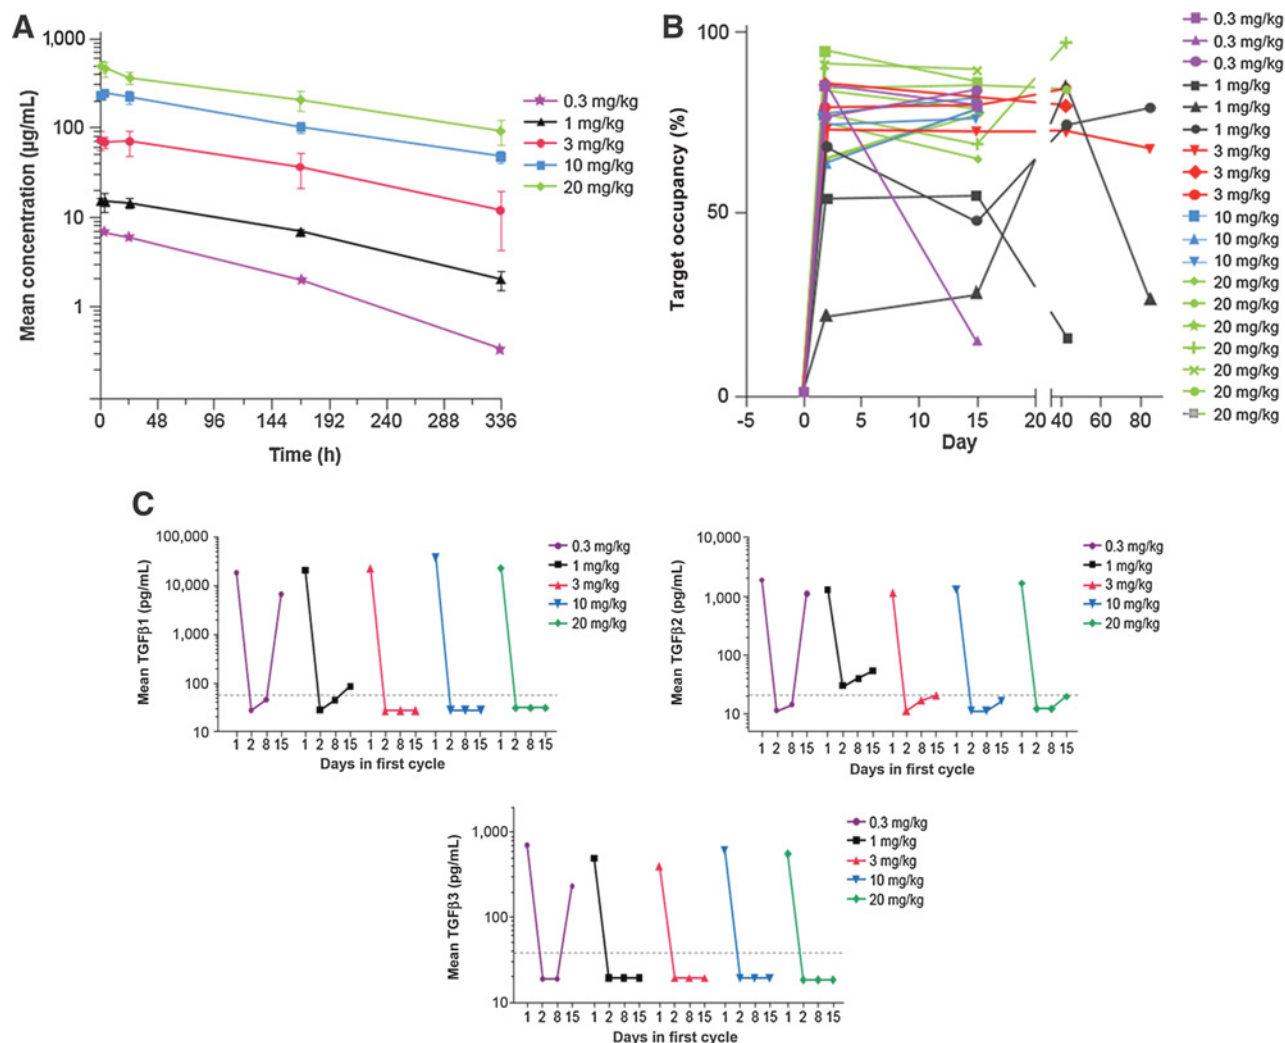 A
Mean concentration (µg/mL)
1,000
100
10
1
0 48 96 144 192 240 288 336
Time (h)
0.3 mg/kg
1 mg/kg
3 mg/kg
10 mg/kg
20 mg/kg
B
Target occupancy (%)
100
50
0
-5 0 5 10 15 20 40 60 80
Day
0.3 mg/kg
0.3 mg/kg
0.3 mg/kg
1 mg/kg
1 mg/kg
1 mg/kg
3 mg/kg
3 mg/kg
3 mg/kg
10 mg/kg
10 mg/kg
10 mg/kg
20 mg/kg
20 mg/kg
20 mg/kg
20 mg/kg
20 mg/kg
20 mg/kg
20 mg/kg
C
Mean TGFβ1 (pg/mL)
100,000
10,000
1,000
100
10
1 2 8 15 1 2 8 15 1 2 8 15 1 2 8 15 1 2 8 15
Days in first cycle
0.3 mg/kg
1 mg/kg
3 mg/kg
10 mg/kg
20 mg/kg
Mean TGFβ2 (pg/mL)
10,000
1,000
100
10
1 2 8 15 1 2 8 15 1 2 8 15 1 2 8 15 1 2 8 15
Days in first cycle
0.3 mg/kg
1 mg/kg
3 mg/kg
10 mg/kg
20 mg/kg
Mean TGFβ3 (pg/mL)
1,000
100
10
1 2 8 15 1 2 8 15 1 2 8 15 1 2 8 15 1 2 8 15
Days in first cycle
0.3 mg/kg
1 mg/kg
3 mg/kg
10 mg/kg
20 mg/kg